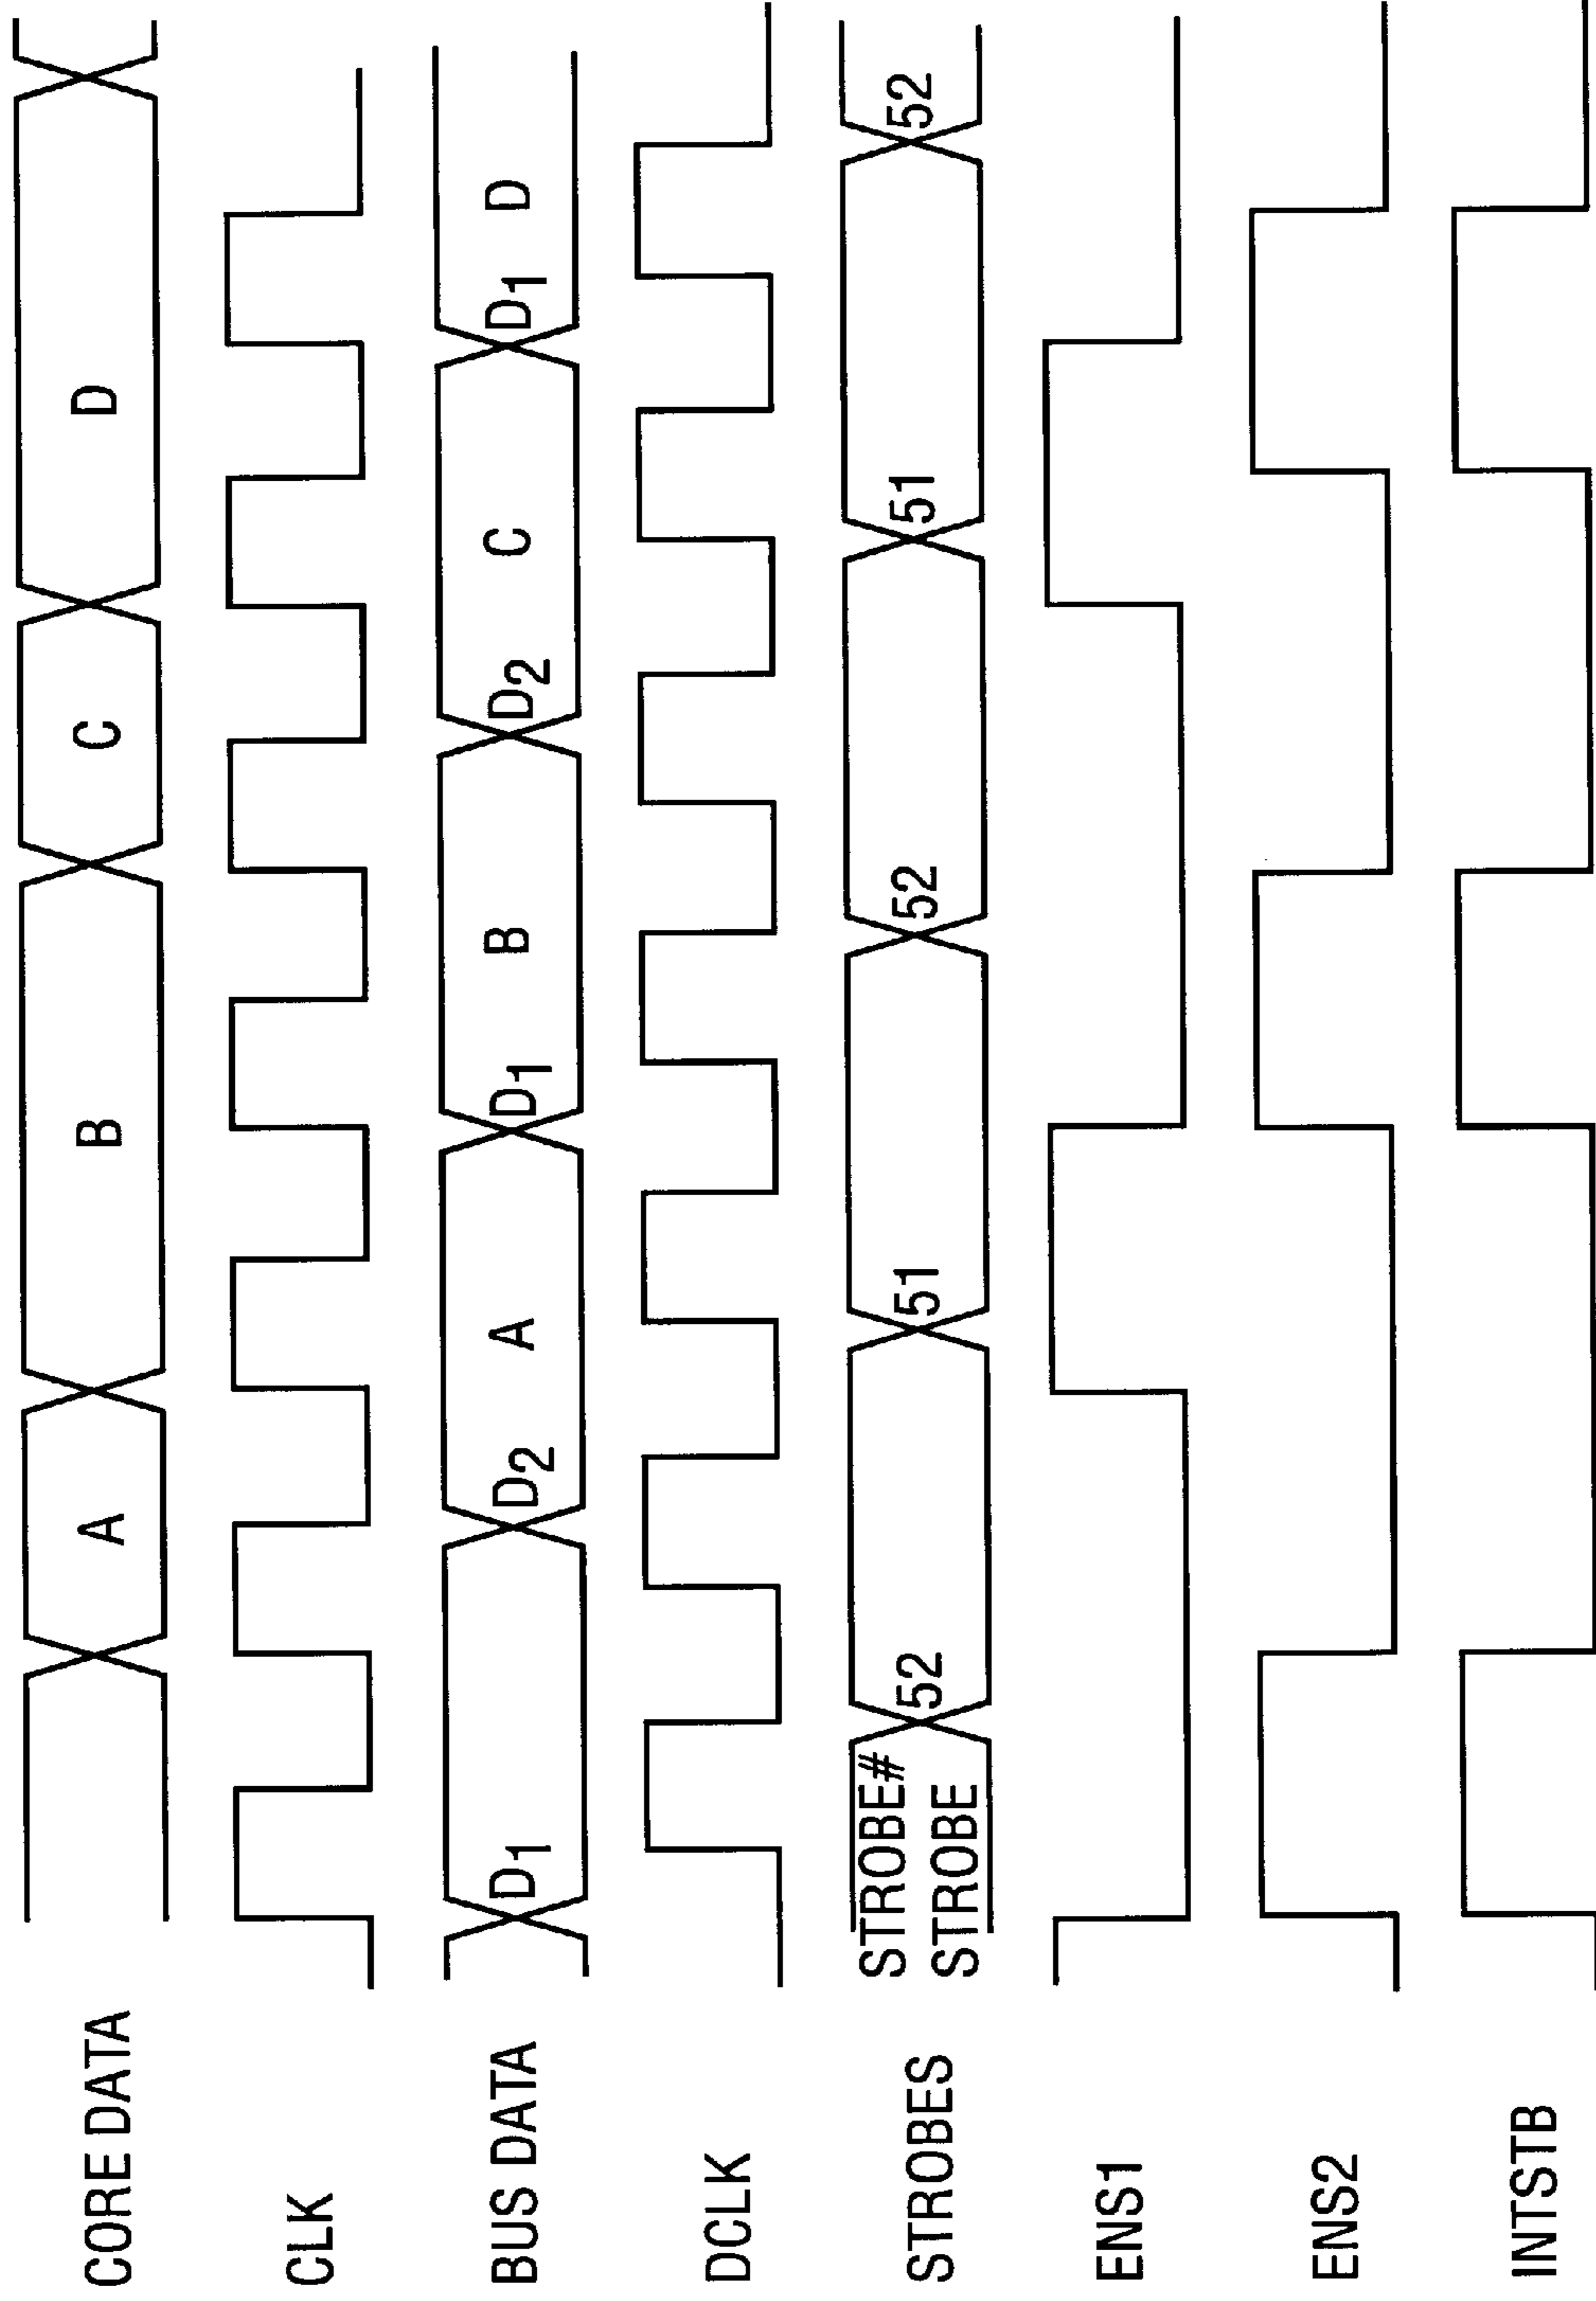 CORE DATA A B C D
CLK
BUS DATA D1 D2 A D1 B D2 C D1 D
DCLK
STROBES STROBE# 52 51 52 51 52
STROBE
ENS1
ENS2
INTSTB